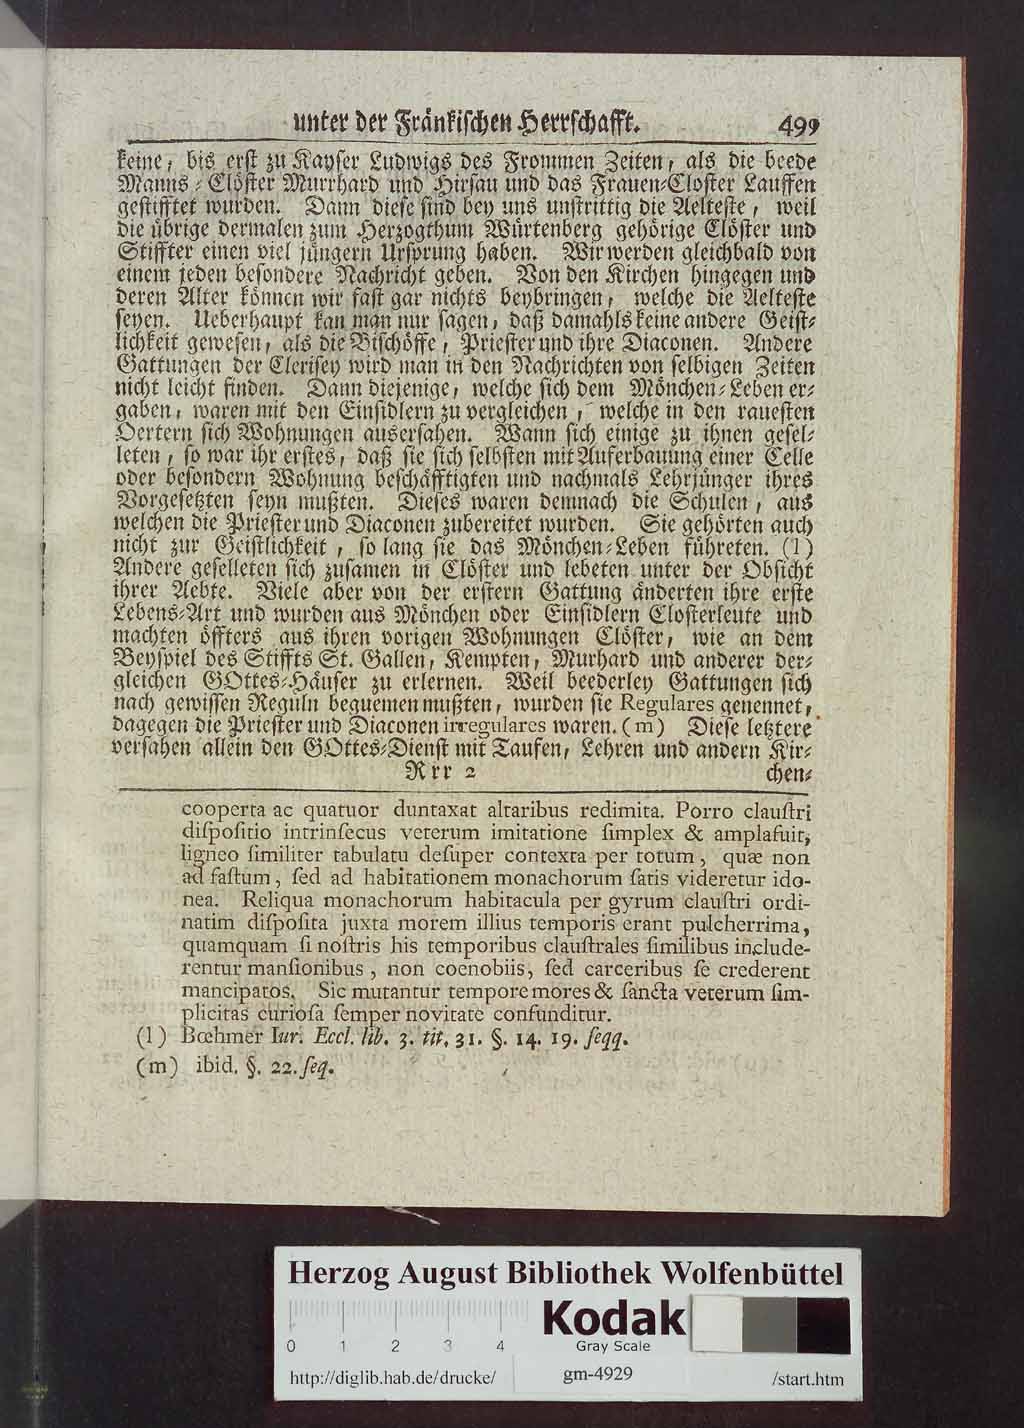 unter der Fränkischen Herrschafft. 499
keine, bis erst zu Kayser Ludwigs des Frommen Zeiten, als die beede
Manns-Clöster Murrhard und Hirsau und das Frauen-Closter Lauffen
gestifftet wurden. Dann diese sind bey uns unstrittig die Aelteste, weil
die übrige dermalen zum Herzogthum Würtenberg gehörige Clöster und
Stiffter einen viel jüngern Ursprung haben. Wir werden gleichbald von
einem jeden besondere Nachricht geben. Von den Kirchen hingegen und
deren Alter können wir fast gar nichts beybringen, welche die Aelteste
seyen. Ueberhaupt kan man nur sagen, daß damahls keine andere Geist-
lichkeit gewesen, als die Bischöffe, Priester und ihre Diaconen. Andere
Gattungen der Clerisey wird man in den Nachrichten von selbigen Zeiten
nicht leicht finden. Dann diejenige, welche sich dem Mönchen-Leben er-
gaben, waren mit den Einsidlern zu vergleichen, welche in den rauesten
Oertern sich Wohnungen ausersahen. Wann sich einige zu ihnen gesel-
leten, so war ihr erstes, daß sie sich selbsten mit Auferbauung einer Celle
oder besondern Wohnung beschäfftigten und nachmals Lehrjünger ihres
Vorgesetzten seyn mußten. Dieses waren demnach die Schulen, aus
welchen die Priester und Diaconen zubereitet wurden. Sie gehörten auch
nicht zur Geistlichkeit, so lang sie das Mönchen-Leben führeten. (l)
Andere geselleten sich zusamen in Clöster und lebeten unter der Obsicht
ihrer Aebte. Viele aber von der erstern Gattung änderten ihre erste
Lebens-Art und wurden aus Mönchen oder Einsidlern Closterleute und
machten öffters aus ihren vorigen Wohnungen Clöster, wie an dem
Beyspiel des Stiffts St. Gallen, Kempten, Murhard und anderer der-
gleichen GOttes-Häuser zu erlernen. Weil beederley Gattungen sich
nach gewissen Reguln bequemen mußten, wurden sie Regulares genennet,
dagegen die Priester und Diaconen irregulares waren. (m) Diese letztere
versahen allein den GOttes-Dienst mit Taufen, Lehren und andern Kir-
Rrr 2 chen-
cooperta ac quatuor duntaxat altaribus redimita. Porro clauſtri
diſpoſitio intrinſecus veterum imitatione ſimplex & ampla fuit,
ligneo ſimiliter tabulatu deſuper contexta per totum, quæ non
ad faſtum, ſed ad habitationem monachorum ſatis videretur ido-
nea. Reliqua monachorum habitacula per gyrum clauſtri ordi-
natim diſpoſita juxta morem illius temporis erant pulcherrima,
quamquam ſi noſtris his temporibus clauſtrales ſimilibus include-
rentur manſionibus, non coenobiis, ſed carceribus ſe crederent
mancipatos. Sic mutantur tempore mores & ſancta veterum ſim-
plicitas curioſa ſemper novitate confunditur.
(l) Bœhmer Iur. Eccl. lib. 3. tit. 31. §. 14. 19. ſeqq.
(m) ibid. §. 22. ſeq.
Herzog August Bibliothek Wolfenbüttel
Kodak
Gray Scale
0 1 2 3 4
http://diglib.hab.de/drucke/ gm-4929 /start.htm